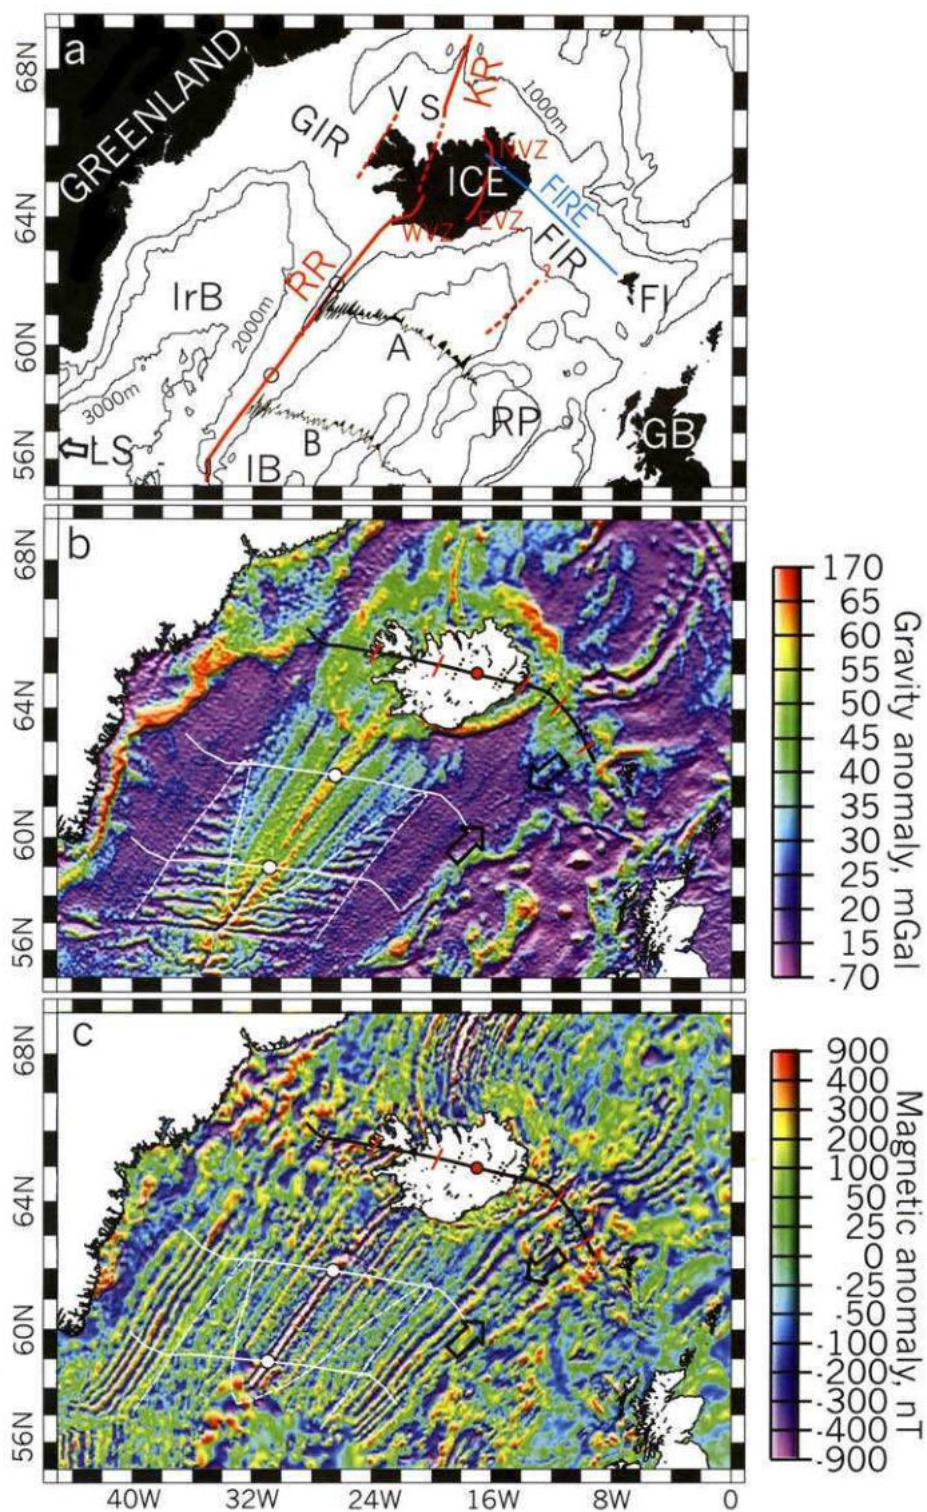 a
GREENLAND
68N
64N
60N
56N
GIR
V
S
KR
1000m
ICE
NVZ
FIRE
EVZ
WVZ
FIR
RR
IrB
2000m
FI
A
3000m
RP
GB
LS
IB
B
b
68N
64N
60N
56N
170
65
60
55
50
45
40
35
30
25
20
15
-70
Gravity anomaly, mGal
c
68N
64N
60N
56N
40W
32W
24W
16W
8W
0
900
400
300
200
100
50
25
0
-25
-50
-100
-200
-300
-400
-900
Magnetic anomaly, nT